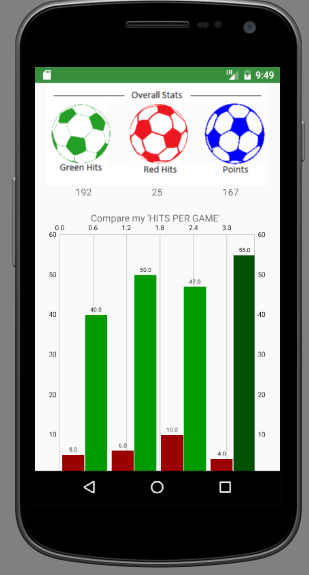 9:49
Overall Stats
Green Hits Red Hits Points
192 25 167
Compare my 'HITS PER GAME'
0.0 0.6 1.2 1.8 2.4 3.0
60 60
55.0
50 50.0 50
47.0
40 40.0 40
30 30
20 20
10 10.0 10
5.0 6.0 4.0